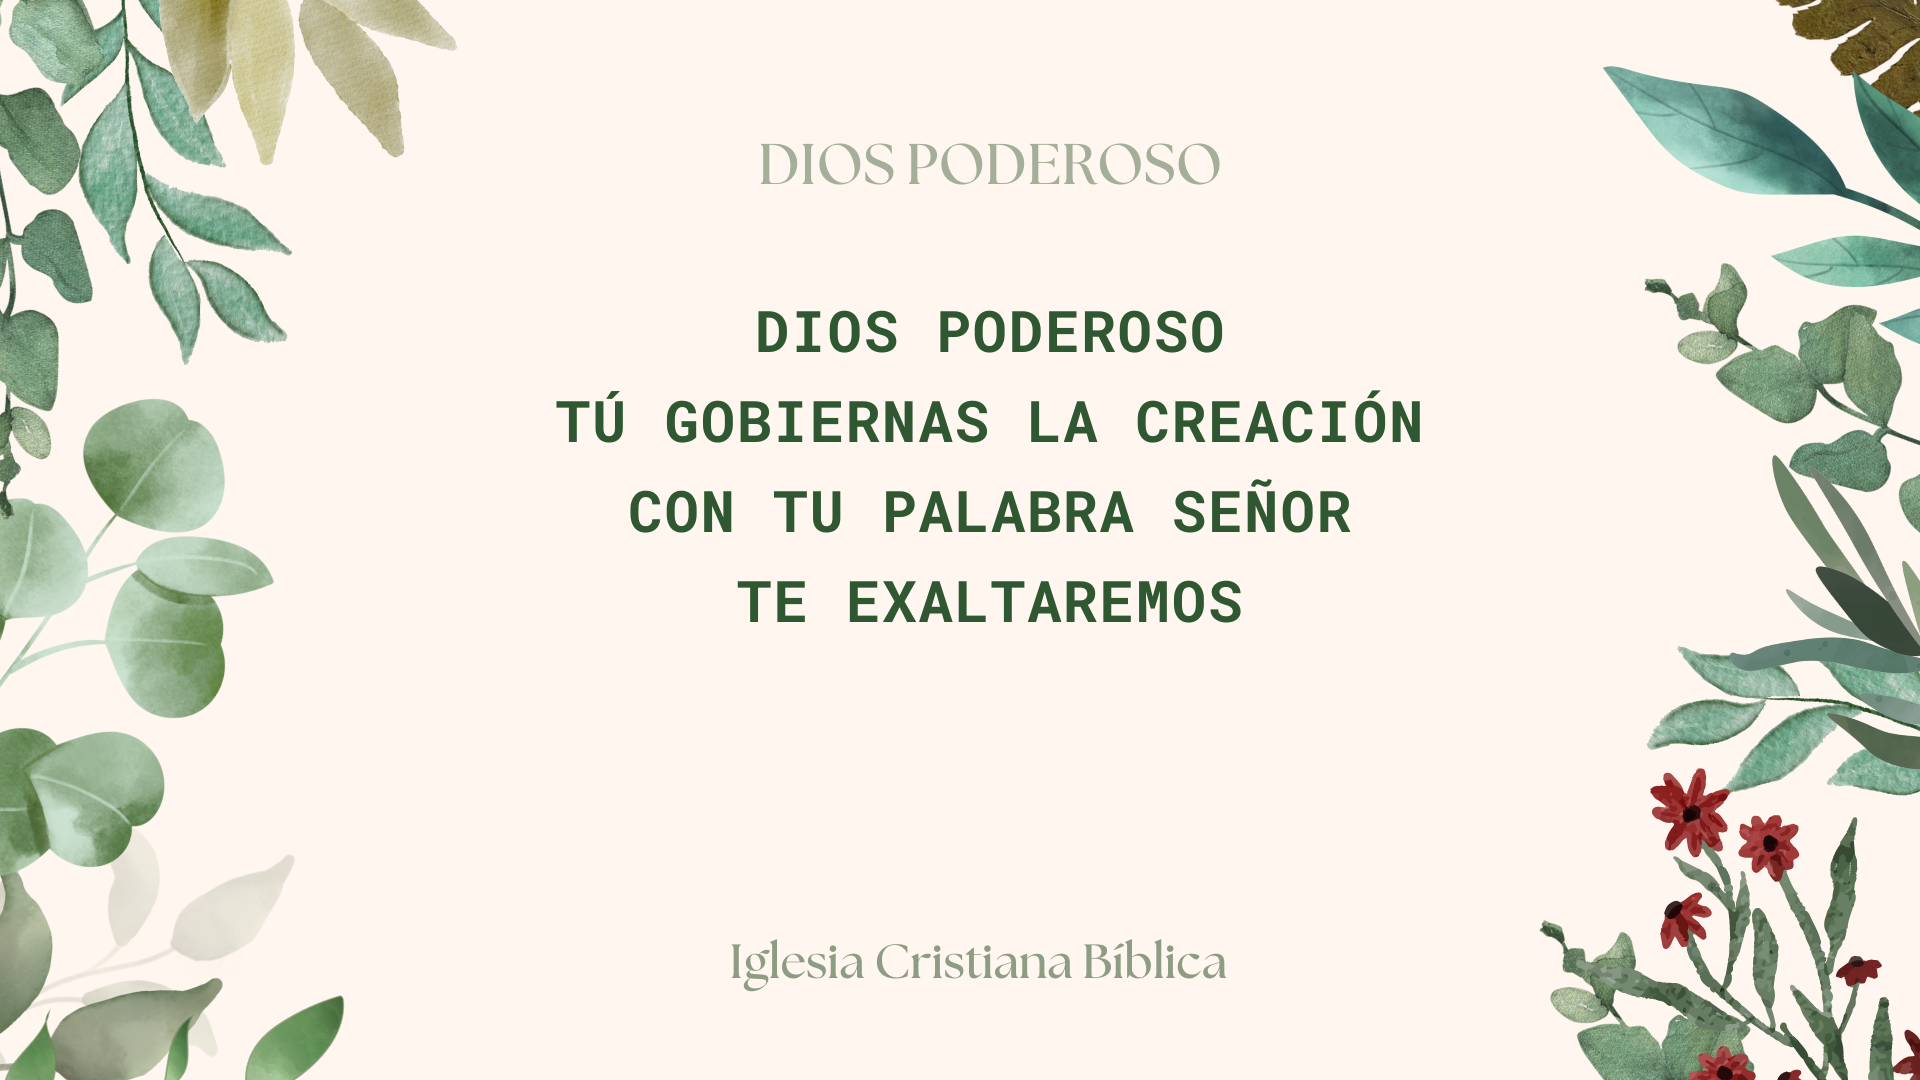 DIOS PODEROSO
DIOS PODEROSO
TÚ GOBIERNAS LA CREACIÓN
CON TU PALABRA SEÑOR
TE EXALTAREMOS
Iglesia Cristiana Bíblica